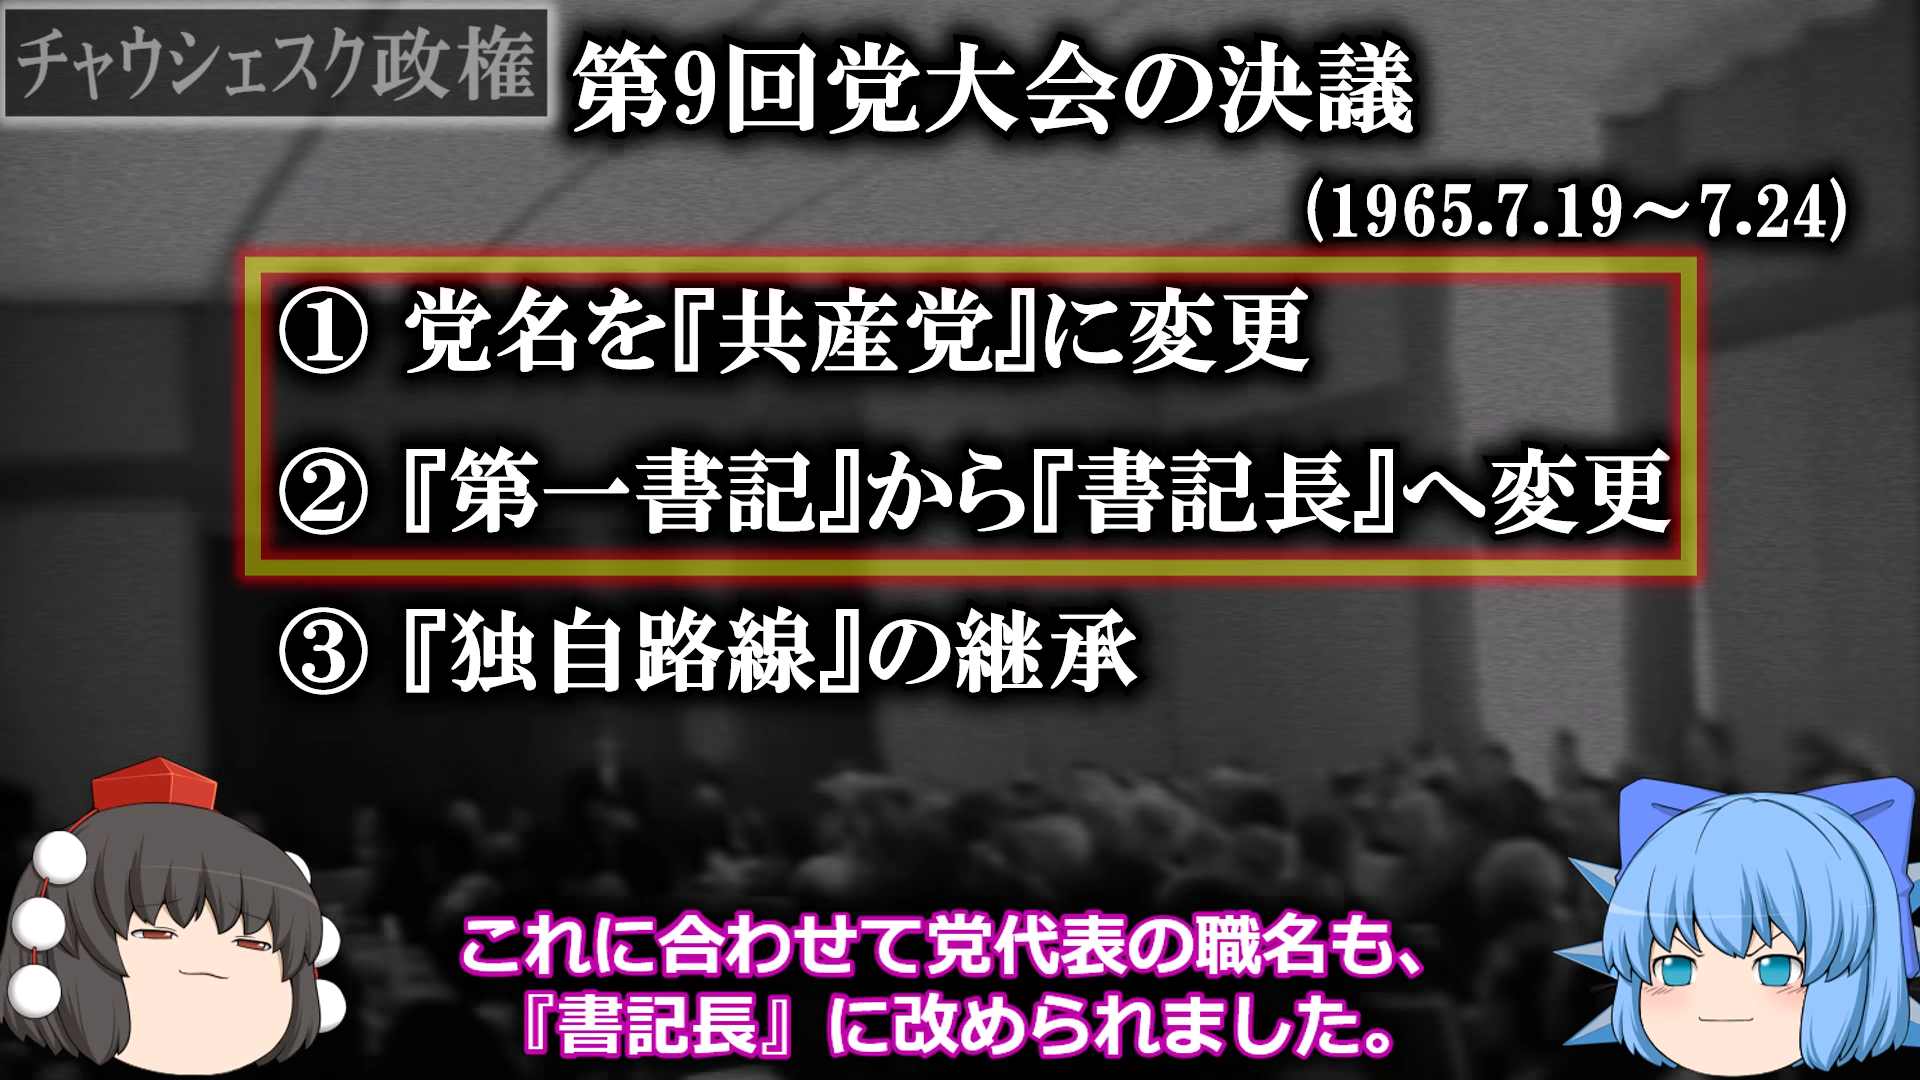 チャウシェスク政権
第9回党大会の決議
(1965.7.19～7.24)
① 党名を『共産党』に変更
② 『第一書記』から『書記長』へ変更
③ 『独自路線』の継承
これに合わせて党代表の職名も、
『書記長』に改められました。